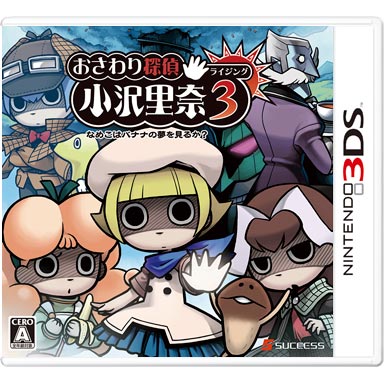 おさわり探偵
小沢里奈
ライジング
3
なめこはバナナの夢を見るか?
NINTENDO 3DS
CERO
A
SUCCESS